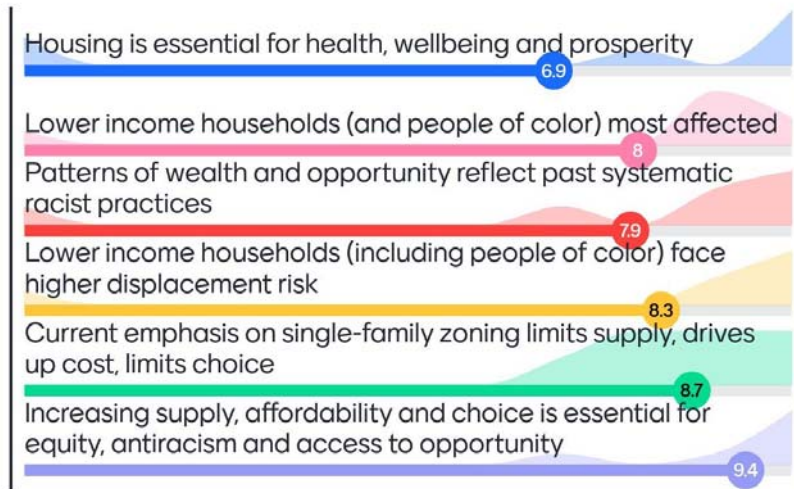 Housing is essential for health, wellbeing and prosperity
6.9
Lower income households (and people of color) most affected
8
Patterns of wealth and opportunity reflect past systematic
racist practices
7.9
Lower income households (including people of color) face
higher displacement risk
8.3
Current emphasis on single-family zoning limits supply, drives
up cost, limits choice
8.7
Increasing supply, affordability and choice is essential for
equity, antiracism and access to opportunity
9.4